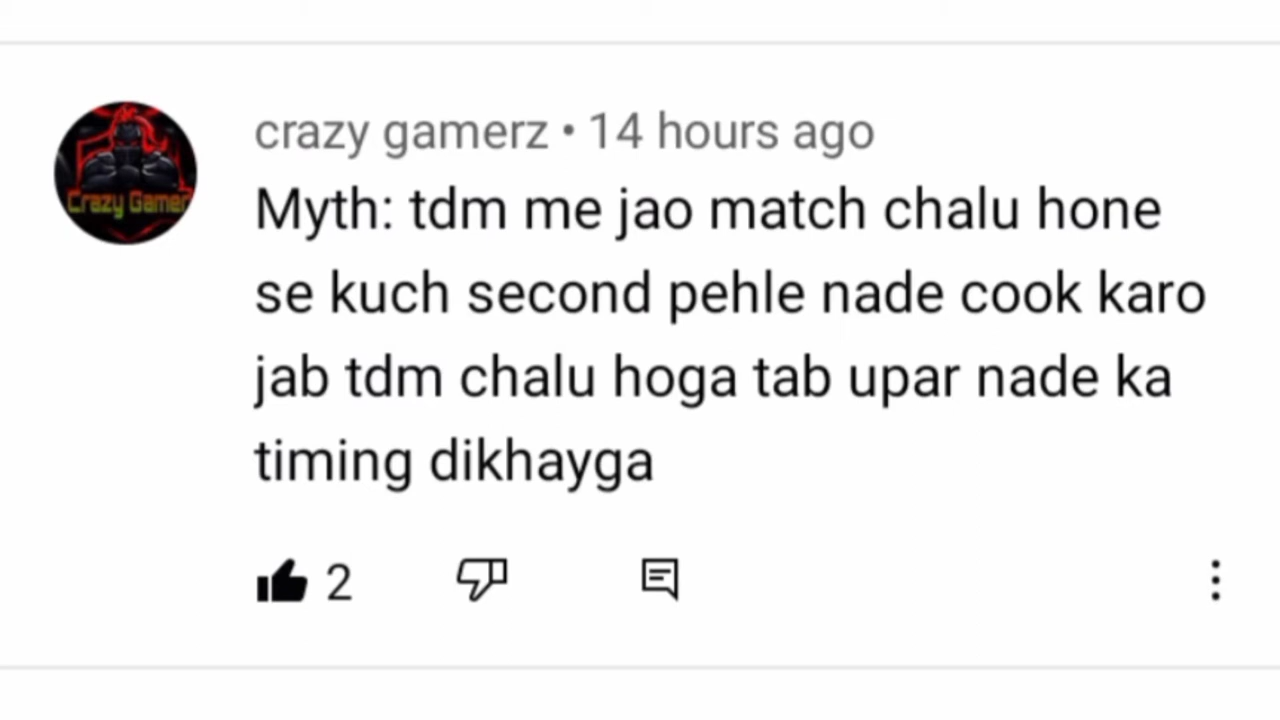 Crazy Gamer
crazy gamerz • 14 hours ago
Myth: tdm me jao match chalu hone
se kuch second pehle nade cook karo
jab tdm chalu hoga tab upar nade ka
timing dikhayga
2